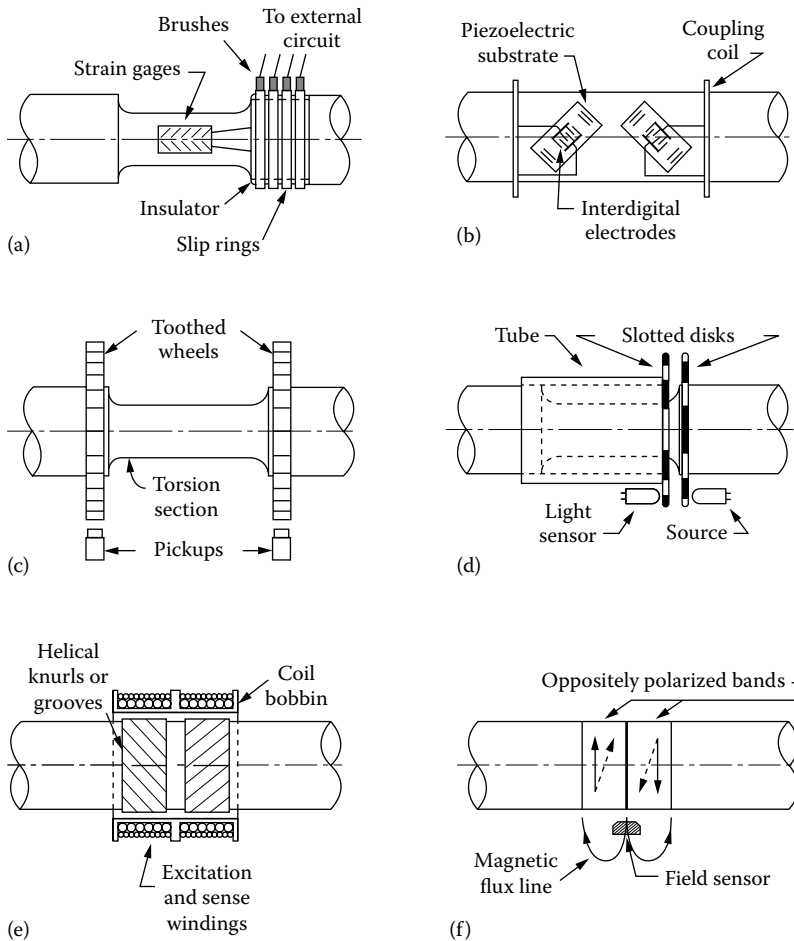 Brushes
To external
circuit
Strain gages
Insulator
Slip rings
(a)
Piezoelectric
substrate
Coupling
coil
Interdigital
electrodes
(b)
Toothed
wheels
Torsion
section
Pickups
(c)
Tube
Slotted disks
Light
sensor
Source
(d)
Helical
knurls or
grooves
Coil
bobbin
Excitation
and sense
windings
(e)
Oppositely polarized bands
Magnetic
flux line
Field sensor
(f)